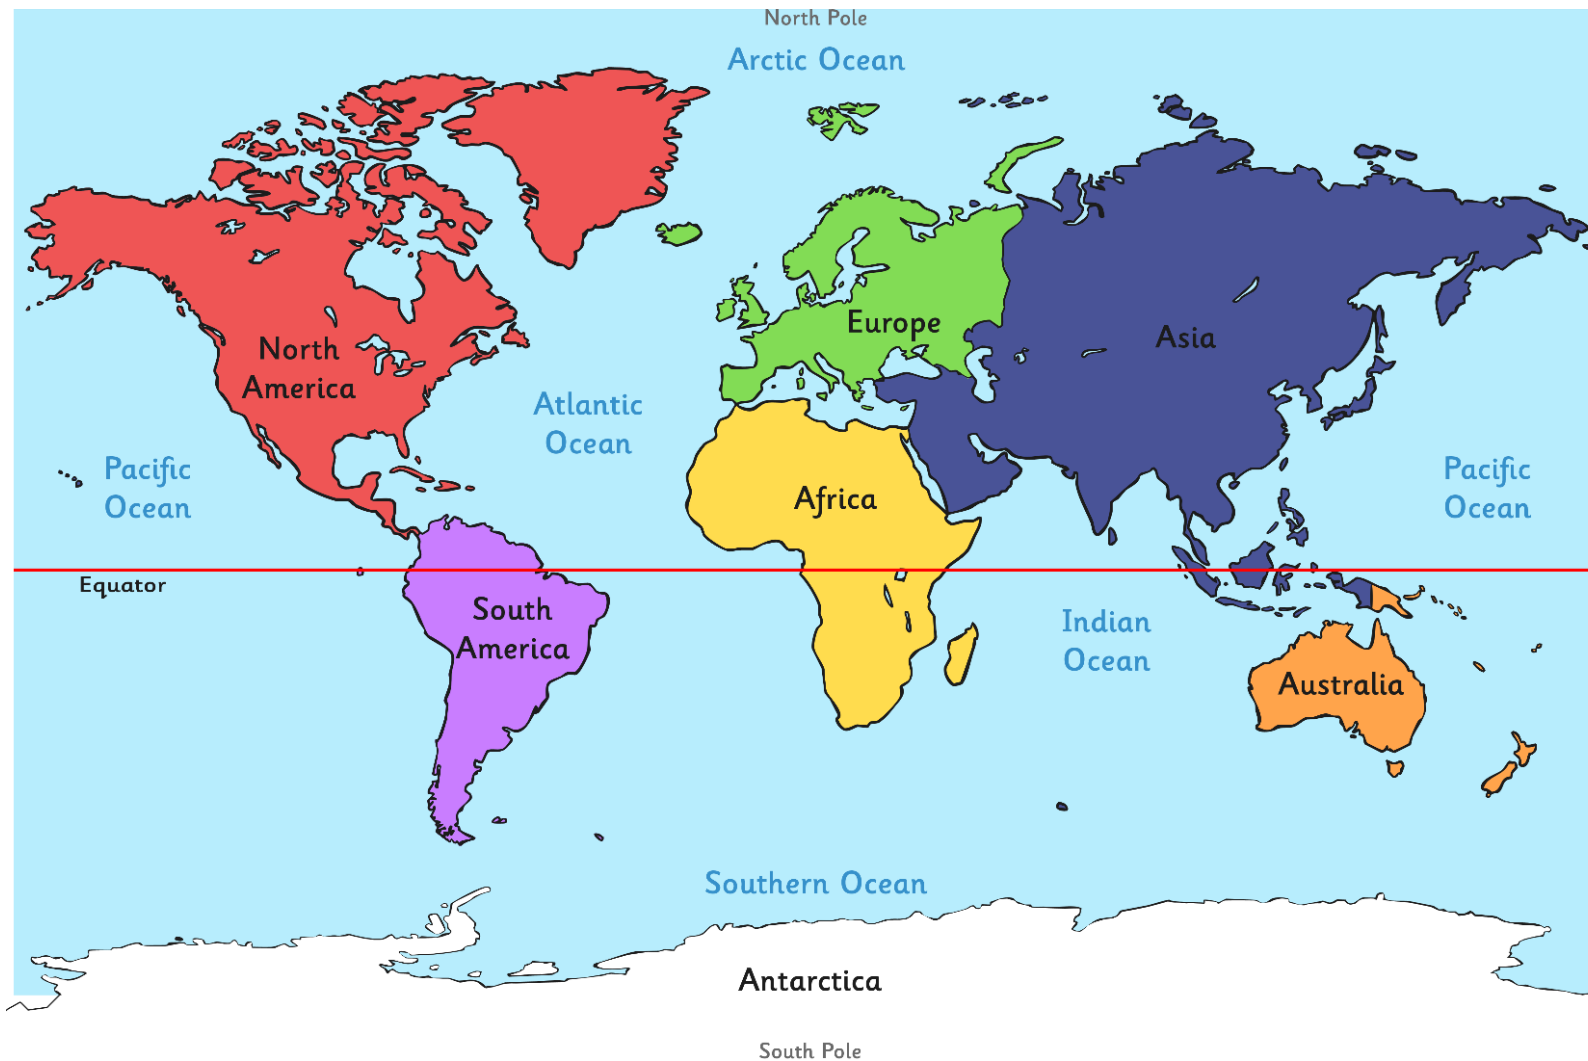 North Pole
Arctic Ocean
Europe
Asia
North
America
Atlantic
Ocean
Pacific
Ocean
Africa
Pacific
Ocean
Equator
South
America
Indian
Ocean
Australia
Southern Ocean
Antarctica
South Pole